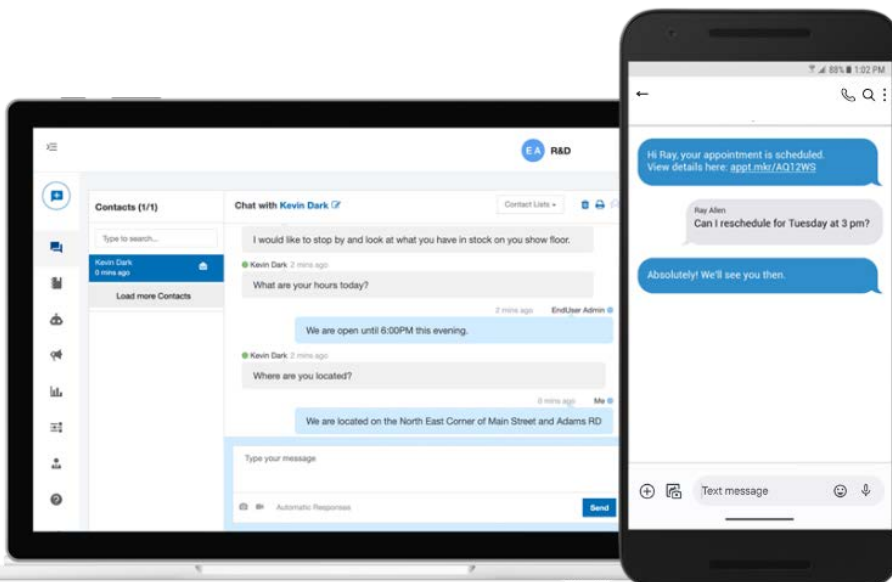 EA R&D
Contacts (1/1)
Type to search...
Kevin Dark
0 mins ago
Load more Contacts
Chat with Kevin Dark
Contact Lists
I would like to stop by and look at what you have in stock on you show floor.
Kevin Dark 2 mins ago
What are your hours today?
2 mins ago EndUser Admin
We are open until 6:00PM this evening.
Kevin Dark 2 mins ago
Where are you located?
0 mins ago Me
We are located on the North East Corner of Main Street and Adams RD
Type your message
Automatic Responses
Send
88% 1:02 PM
Hi Ray, your appointment is scheduled.
View details here: appt.mkr/AQ12WS
Ray Allen
Can I reschedule for Tuesday at 3 pm?
Absolutely! We'll see you then.
Text message